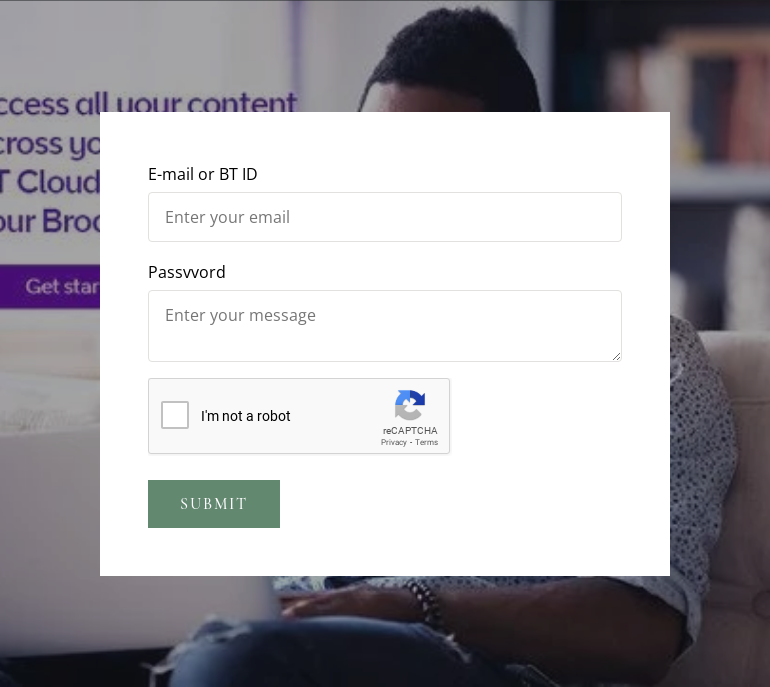 ccess all your content
cross yo
T Cloud
our Broo
Get star
E-mail or BT ID
Enter your email
Passvvord
Enter your message
I'm not a robot
reCAPTCHA
Privacy - Terms
SUBMIT